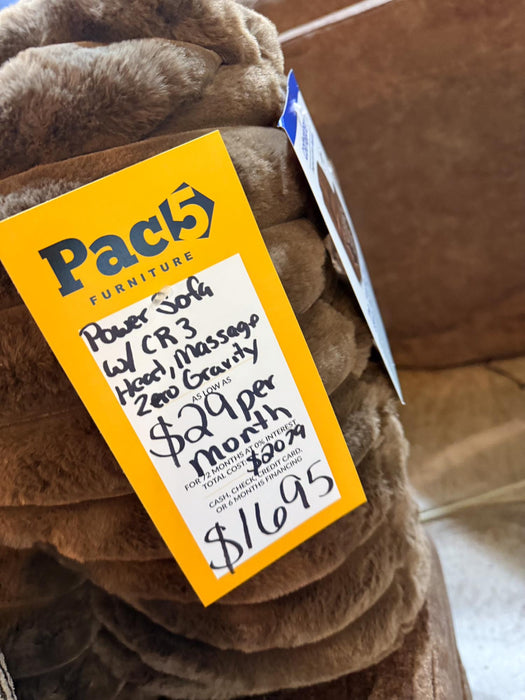 Pac5
FURNITURE
Power Sofa
W/ CR3
Head, Massage
Zero Gravity
AS LOW AS
$29 per
month
FOR 72 MONTHS AT 0% INTEREST
TOTAL COST: $2079
CASH, CHECK, CREDIT CARD,
OR 6 MONTHS FINANCING
$1695